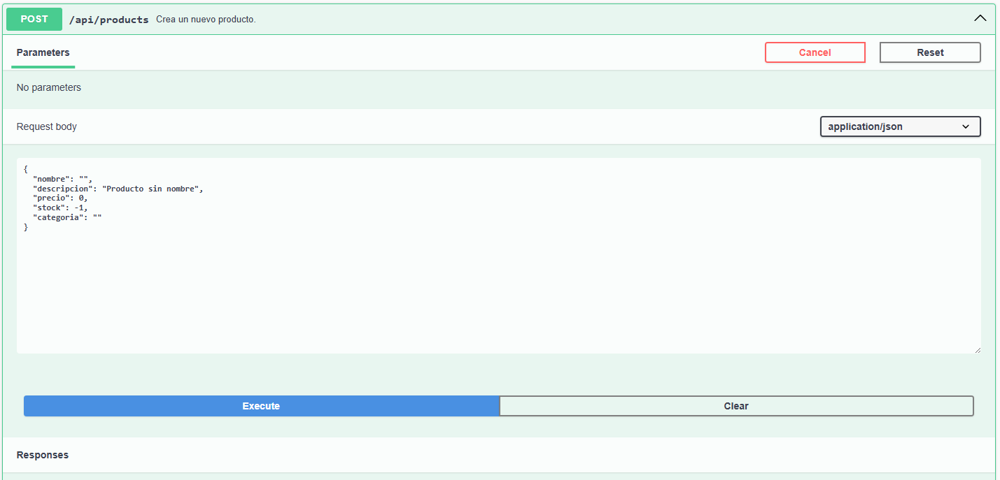 POST /api/products Crea un nuevo producto.
Parameters Cancel Reset
No parameters
Request body application/json
{
  "nombre": "",
  "descripcion": "Producto sin nombre",
  "precio": 0,
  "stock": -1,
  "categoria": ""
}
Execute Clear
Responses